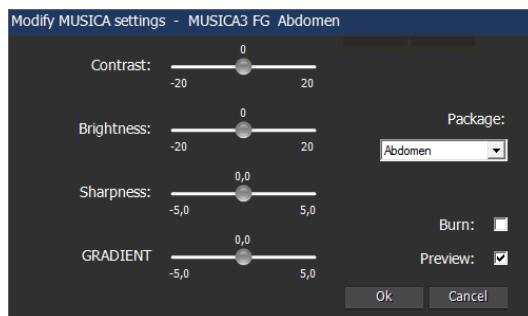 Modify MUSICA settings - MUSICA3 FG Abdomen
Contrast:
0
-20 20
Brightness:
0
-20 20
Package:
Abdomen
Sharpness:
0,0
-5,0 5,0
Burn:
GRADIENT
0,0
-5,0 5,0
Preview:
Ok Cancel